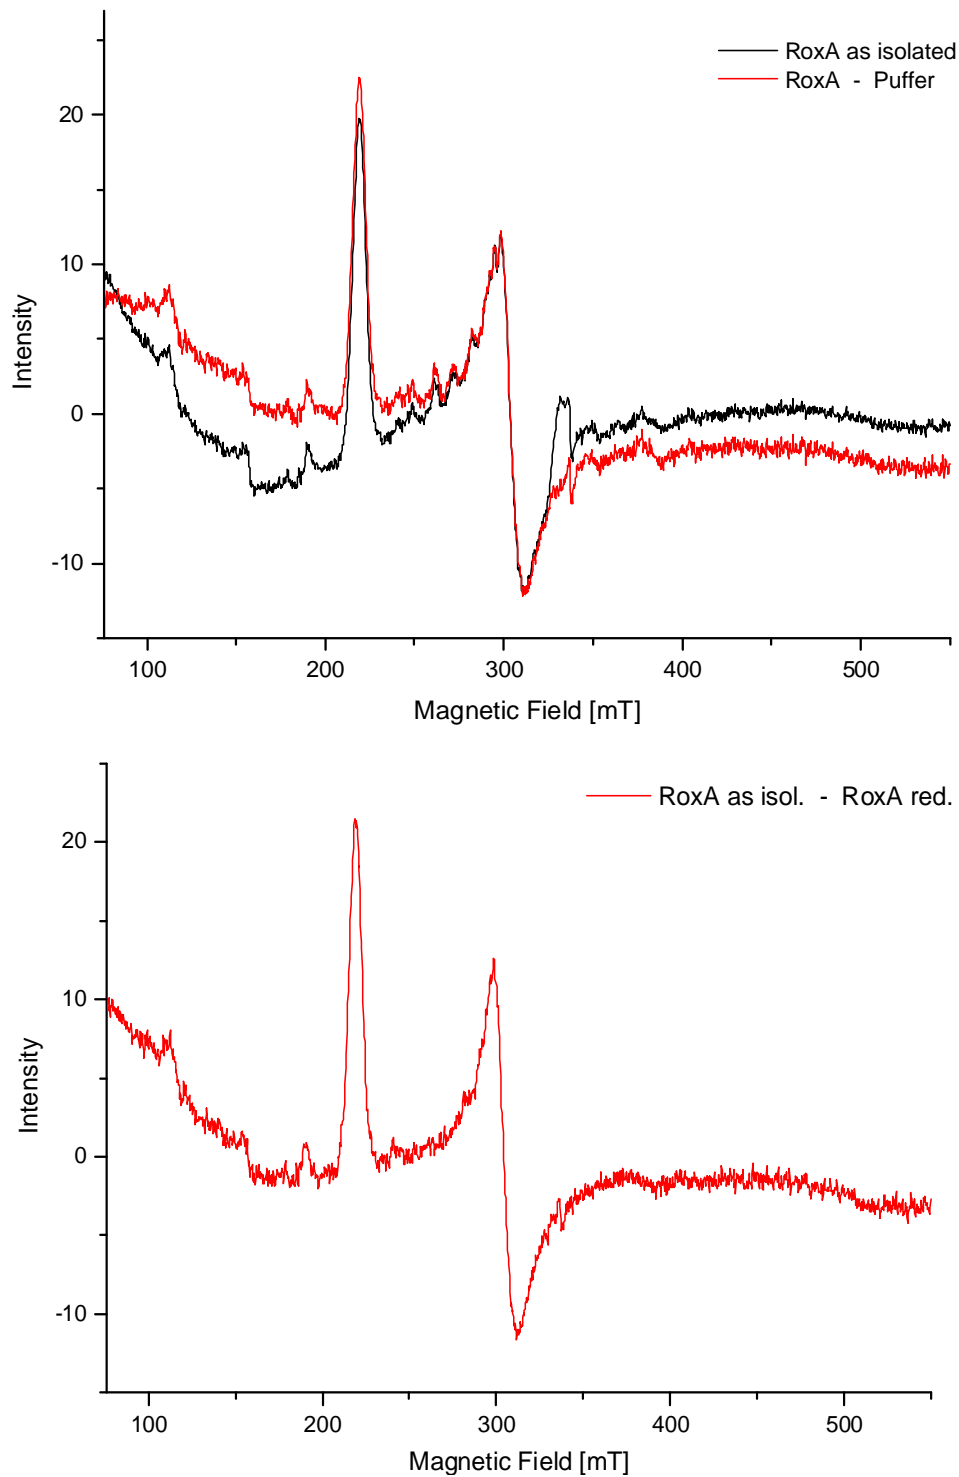 RoxA as isolated
RoxA - Puffer
20
10
0
-10
Intensity
100 200 300 400 500
Magnetic Field [mT]
RoxA as isol. - RoxA red.
20
10
0
-10
Intensity
100 200 300 400 500
Magnetic Field [mT]